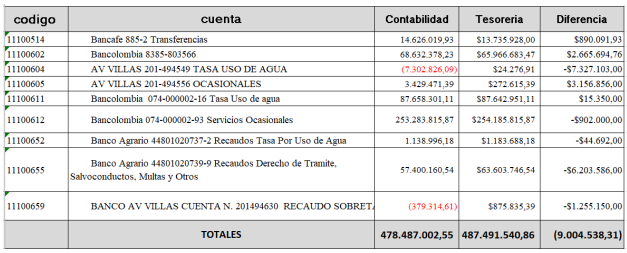 codigo cuenta Contabilidad Tesoreria Diferencia
11100514 Bancafe 885-2 Transferencias 14.626.019,93 $13.735.928,00 $890.091,93
11100602 Bancolombia 8385-803566 68.632.378,23 $65.966.683,47 $2.665.694,76
11100604 AV VILLAS 201-494549 TASA USO DE AGUA (7.302.826,09) $24.276,91 -$7.327.103,00
11100605 AV VILLAS 201-494556 OCASIONALES 3.429.471,39 $272.615,39 $3.156.856,00
11100611 Bancolombia 074-000002-16 Tasa Uso de agua 87.658.301,11 $87.642.951,11 $15.350,00
11100612 Bancolombia 074-000002-93 Servicios Ocasionales 253.283.815,87 $254.185.815,87 -$902.000,00
11100652 Banco Agrario 44801020737-2 Recaudos Tasa Por Uso de Agua 1.138.996,18 $1.183.688,18 -$44.692,00
11100655 Banco Agrario 44801020739-9 Recaudos Derecho de Tramite, 57.400.160,54 $63.603.746,54 -$6.203.586,00
Salvoconductos, Multas y Otros
11100659 BANCO AV VILLAS CUENTA N. 201494630 RECAUDO SOBRETA (379.314,61) $875.835,39 -$1.255.150,00
TOTALES 478.487.002,55 487.491.540,86 (9.004.538,31)